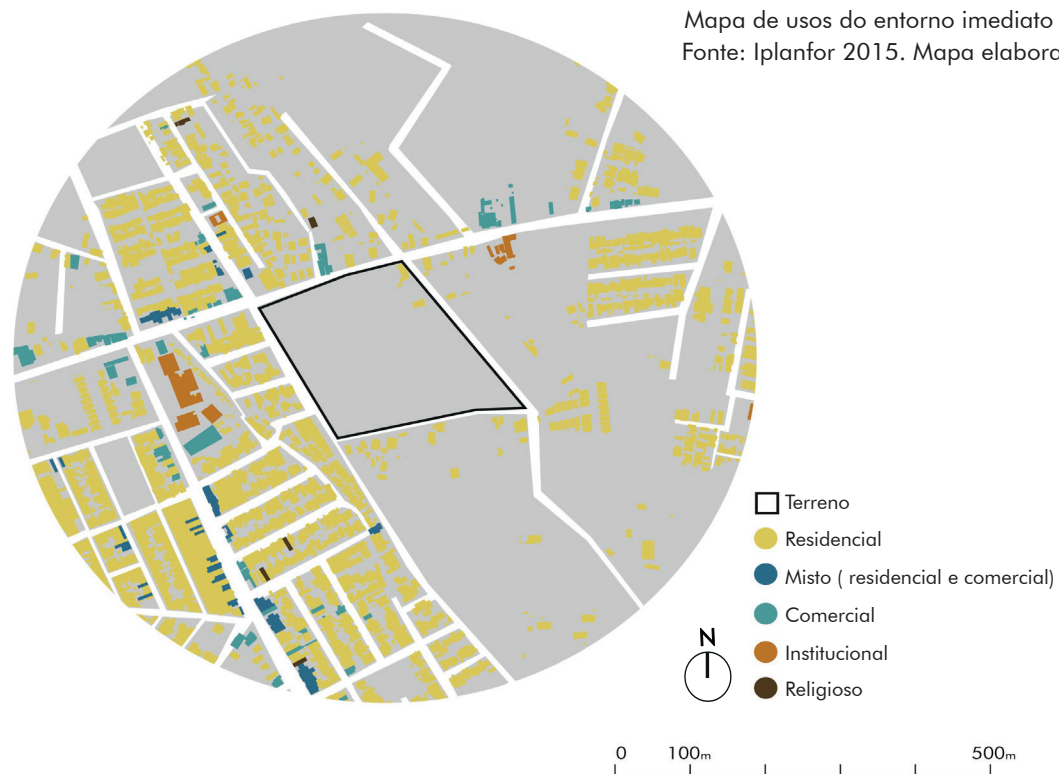 Mapa de usos do entorno imediato
Fonte: Iplanfor 2015. Mapa elabora
Terreno
Residencial
Misto ( residencial e comercial)
Comercial
Institucional
Religioso
N
0 100m 500m